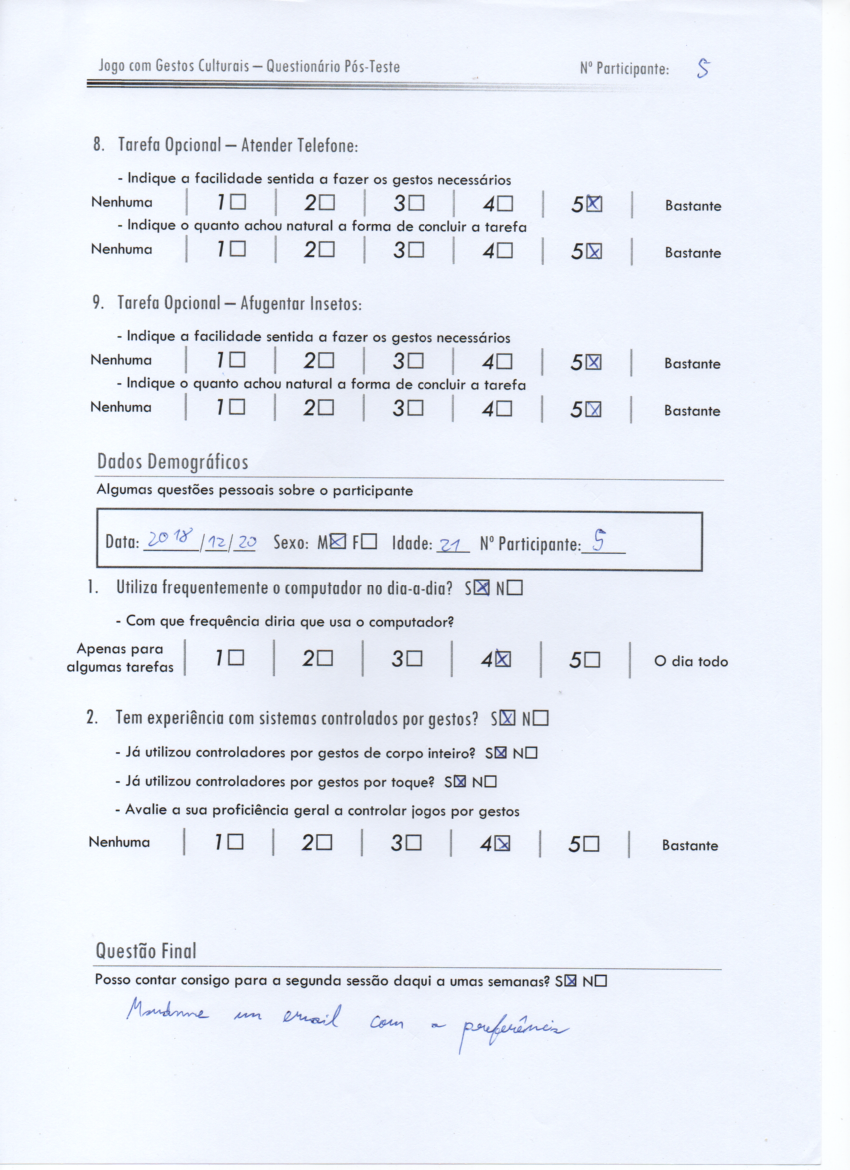 Jogo com Gestos Culturais – Questionário Pós-Teste Nº Participante: 5
8. Tarefa Opcional – Atender Telefone:
- Indique a facilidade sentida a fazer os gestos necessários
Nenhuma | 1☐ | 2☐ | 3☐ | 4☐ | 5☒ | Bastante
- Indique o quanto achou natural a forma de concluir a tarefa
Nenhuma | 1☐ | 2☐ | 3☐ | 4☐ | 5☒ | Bastante
9. Tarefa Opcional – Afugentar Insetos:
- Indique a facilidade sentida a fazer os gestos necessários
Nenhuma | 1☐ | 2☐ | 3☐ | 4☐ | 5☒ | Bastante
- Indique o quanto achou natural a forma de concluir a tarefa
Nenhuma | 1☐ | 2☐ | 3☐ | 4☐ | 5☒ | Bastante
Dados Demográficos
Algumas questões pessoais sobre o participante
Data: 2018/12/20 Sexo: M☒ F☐ Idade: 21 Nº Participante: 5
1. Utiliza frequentemente o computador no dia-a-dia? S☒ N☐
- Com que frequência diria que usa o computador?
Apenas para
algumas tarefas | 1☐ | 2☐ | 3☐ | 4☒ | 5☐ | O dia todo
2. Tem experiência com sistemas controlados por gestos? S☒ N☐
- Já utilizou controladores por gestos de corpo inteiro? S☒ N☐
- Já utilizou controladores por gestos por toque? S☒ N☐
- Avalie a sua proficiência geral a controlar jogos por gestos
Nenhuma | 1☐ | 2☐ | 3☐ | 4☒ | 5☐ | Bastante
Questão Final
Posso contar consigo para a segunda sessão daqui a umas semanas? S☒ N☐
um email com a preferência